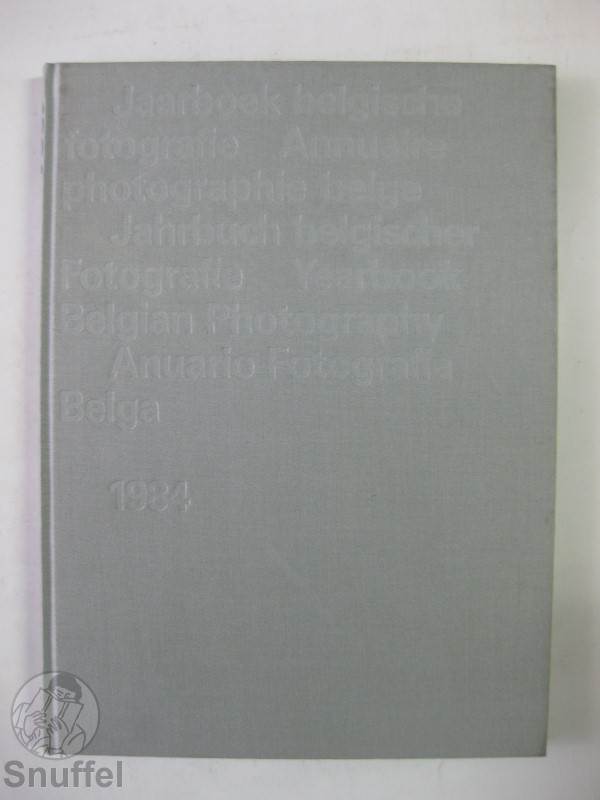 Jaarboek belgische
fotografie Annuaire
photographie belge
Jahrbuch belgischer
Fotografie Yearbook
Belgian Photography
Anuario Fotografia
Belga
1984
Snuffel